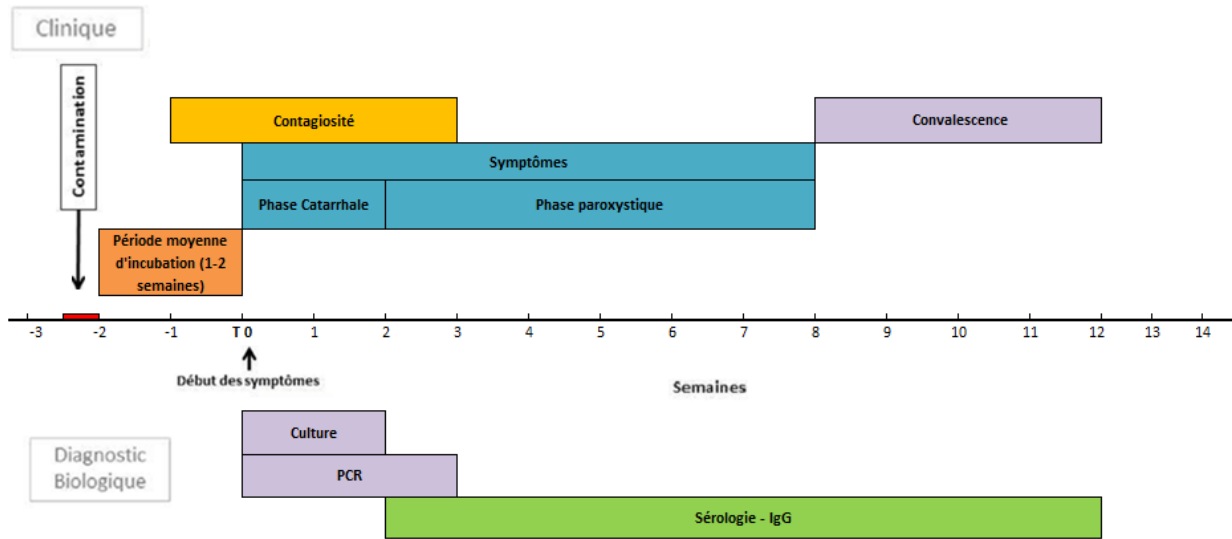 Clinique
Contamination
Contagiosité
Convalescence
Symptômes
Phase Catarrhale
Phase paroxystique
Période moyenne
d'incubation (1-2
semaines)
-3 -2 -1 T 0 1 2 3 4 5 6 7 8 9 10 11 12 13 14
Début des symptômes
Semaines
Culture
Diagnostic
Biologique
PCR
Sérologie - IgG